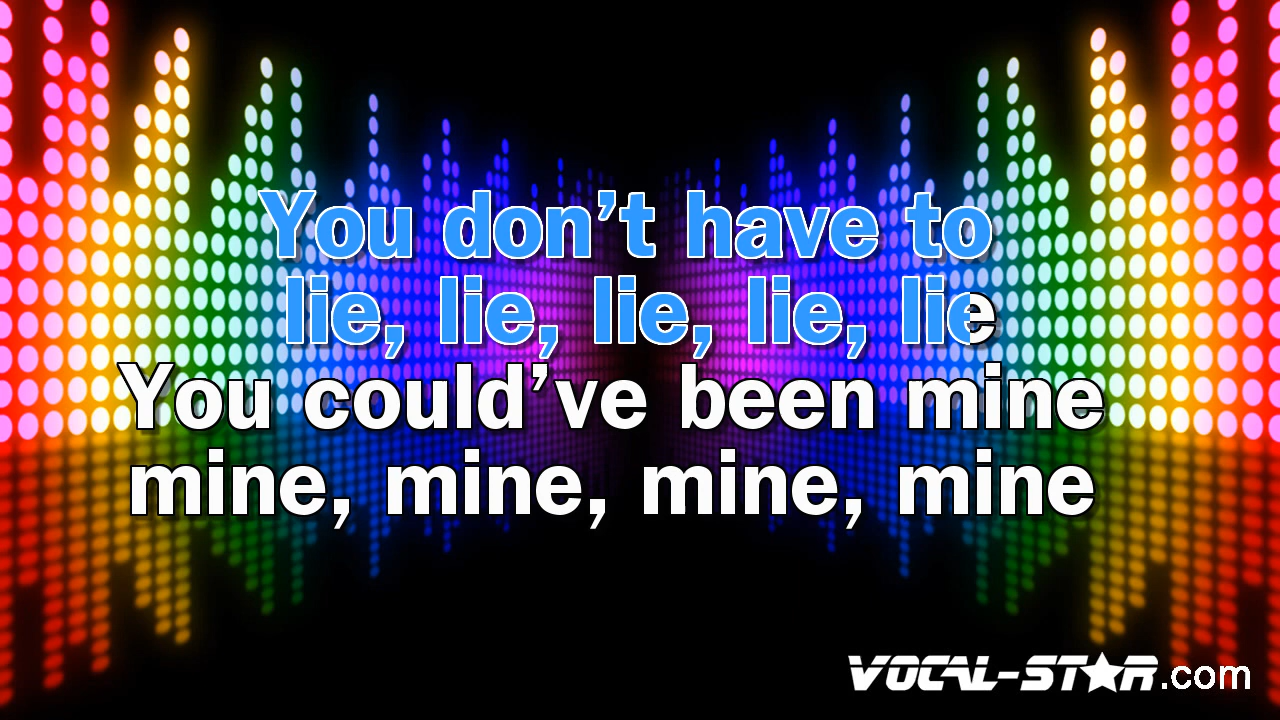 You don't have to
lie, lie, lie, lie, lie
You could've been mine
mine, mine, mine, mine
VOCAL-STAR.com